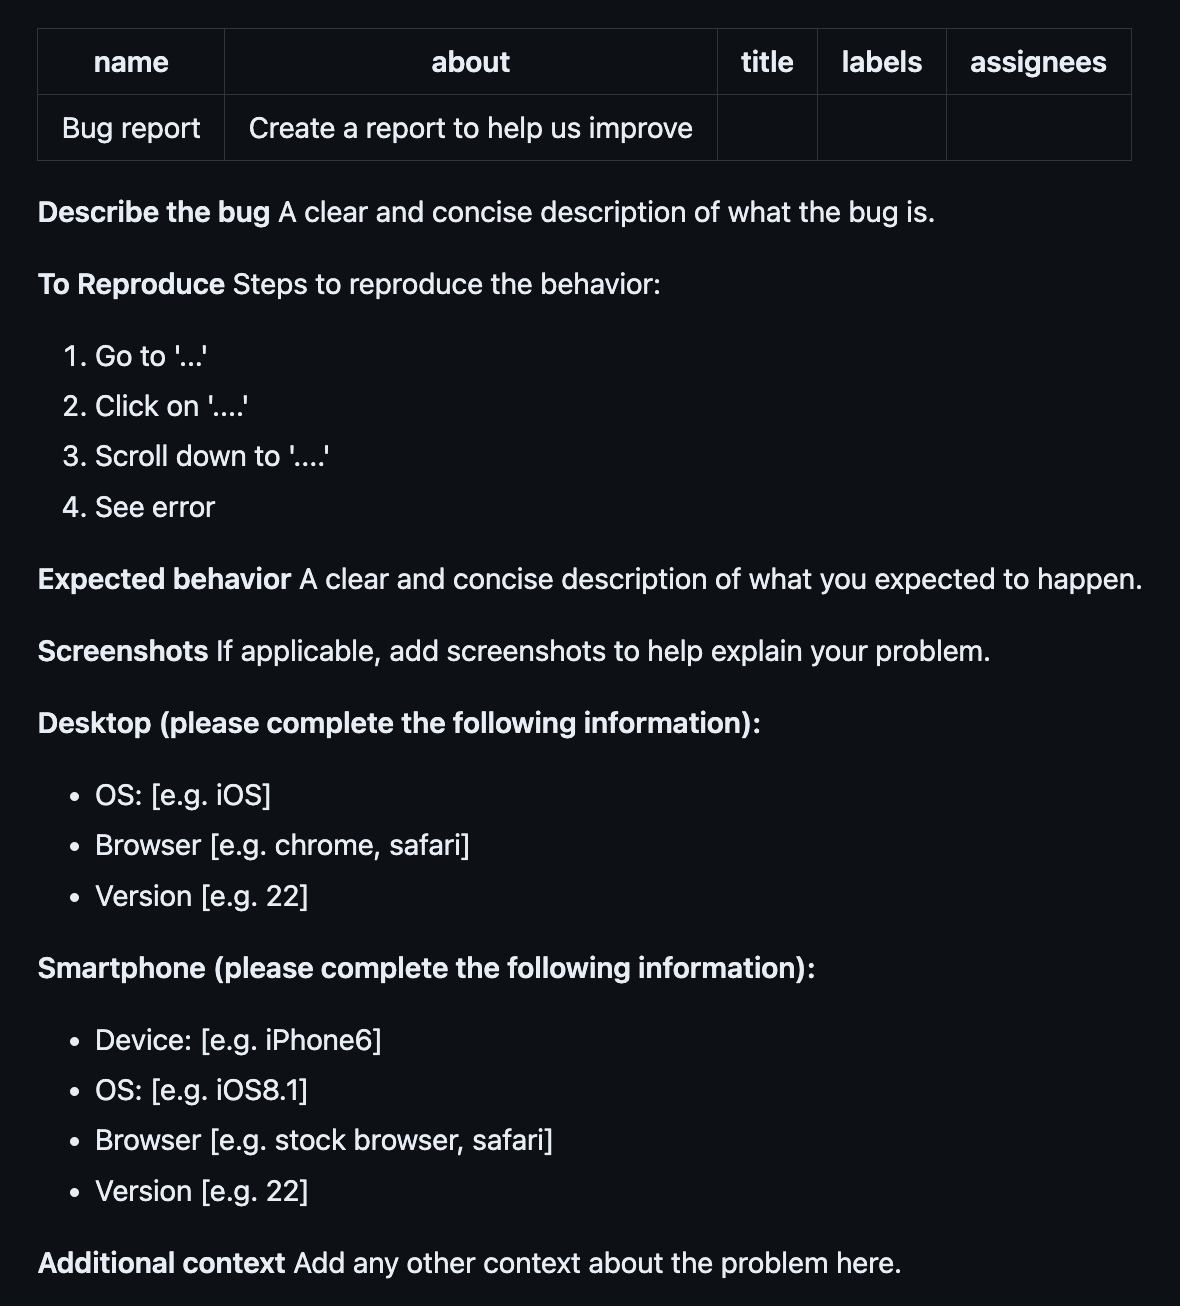 name about title labels assignees
Bug report Create a report to help us improve
Describe the bug A clear and concise description of what the bug is.
To Reproduce Steps to reproduce the behavior:
1. Go to '...'
2. Click on '....'
3. Scroll down to '....'
4. See error
Expected behavior A clear and concise description of what you expected to happen.
Screenshots If applicable, add screenshots to help explain your problem.
Desktop (please complete the following information):
• OS: [e.g. iOS]
• Browser [e.g. chrome, safari]
• Version [e.g. 22]
Smartphone (please complete the following information):
• Device: [e.g. iPhone6]
• OS: [e.g. iOS8.1]
• Browser [e.g. stock browser, safari]
• Version [e.g. 22]
Additional context Add any other context about the problem here.